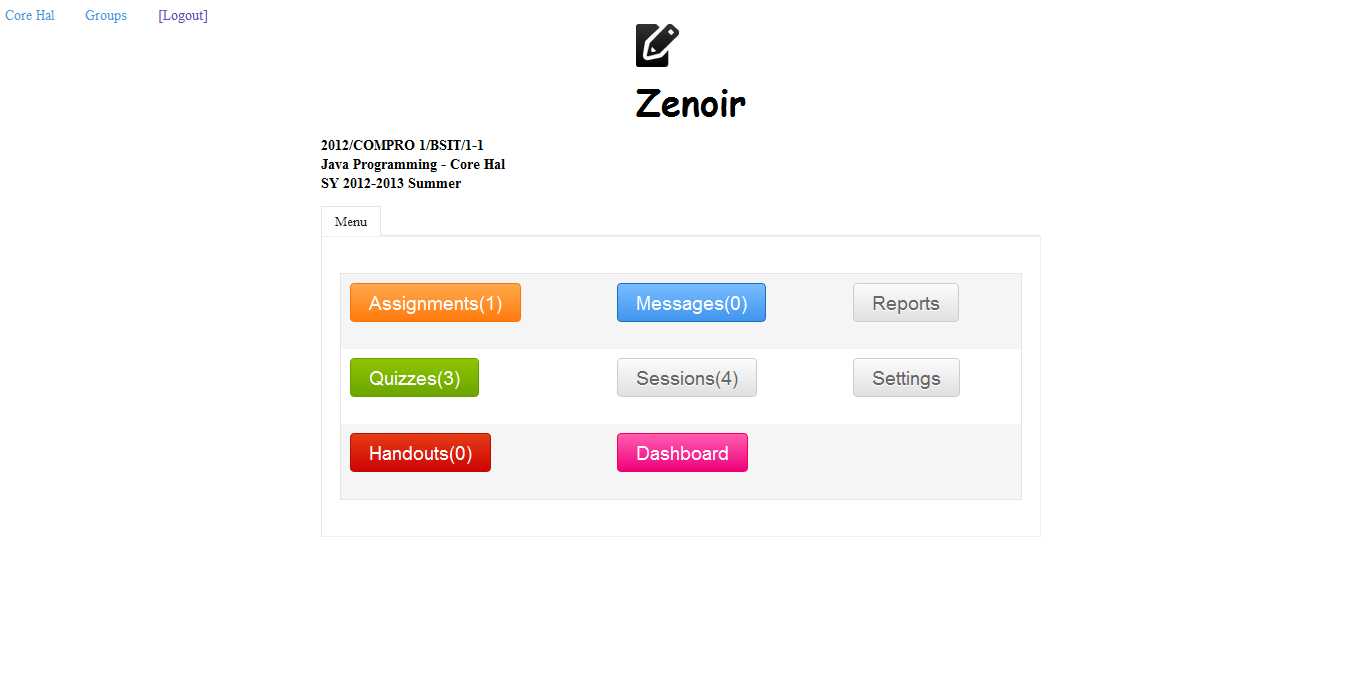 Core Hal Groups [Logout]
Zenoir
2012/COMPRO 1/BSIT/1-1
Java Programming - Core Hal
SY 2012-2013 Summer
Menu
Assignments(1) Messages(0) Reports
Quizzes(3) Sessions(4) Settings
Handouts(0) Dashboard